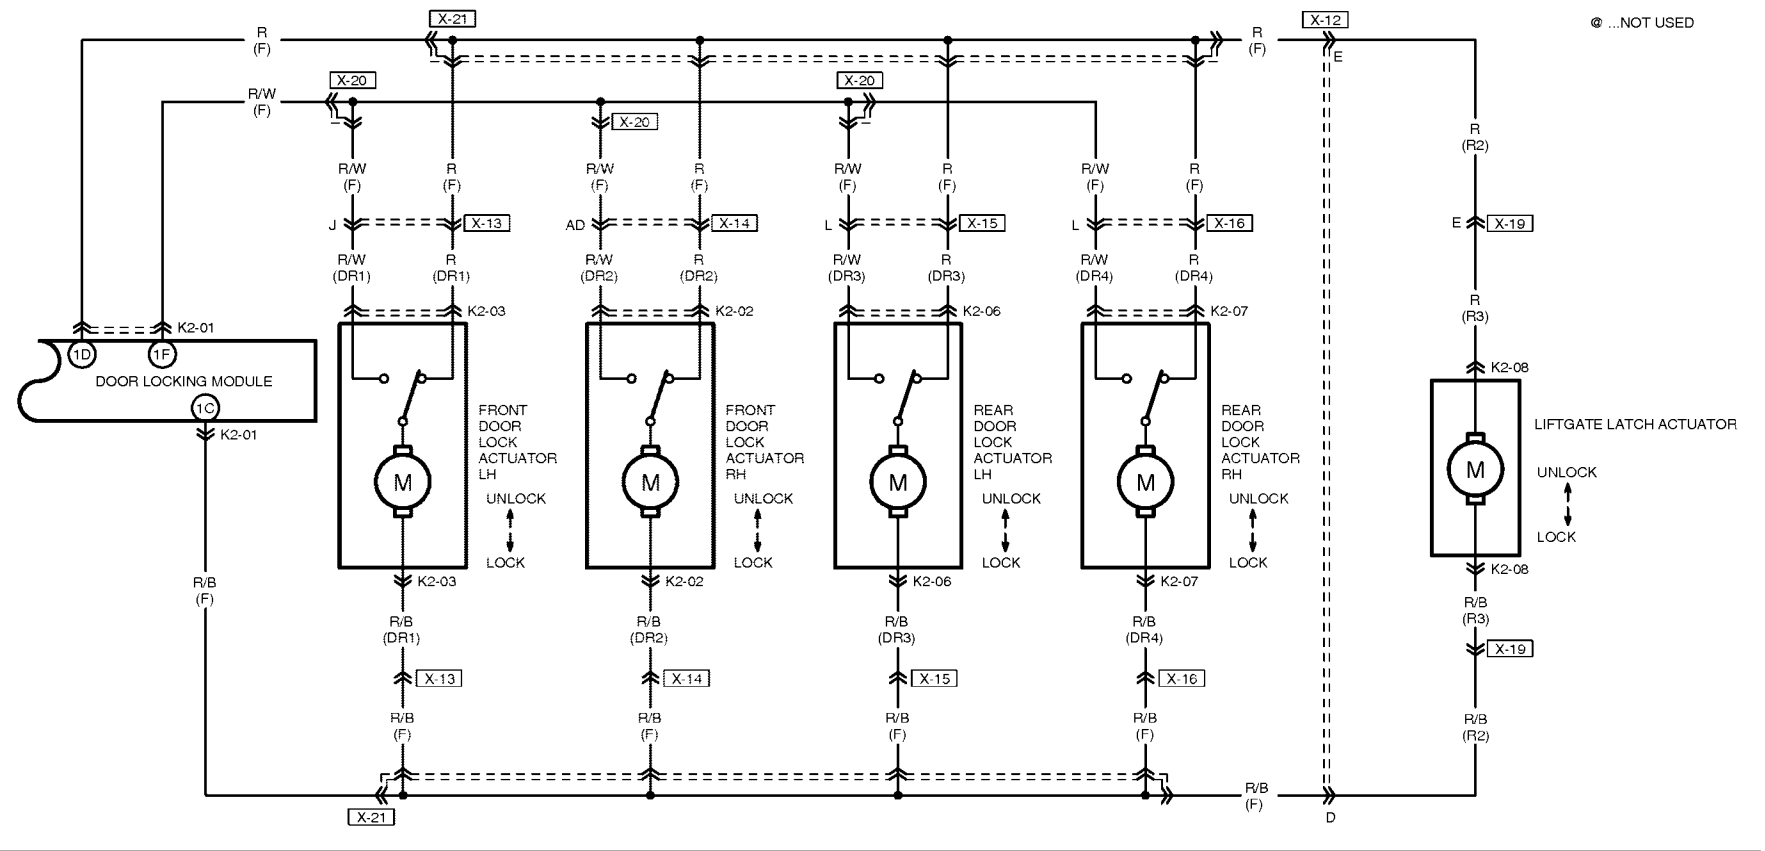 X-21
X-12
@ ...NOT USED
R
(F)
R
(F)
E
X-20
X-20
R/W
(F)
X-20
R
(R2)
R/W
(F)
R
(F)
R/W
(F)
R
(F)
R/W
(F)
R
(F)
R/W
(F)
R
(F)
J
X-13
AD
X-14
L
X-15
L
X-16
E
X-19
R/W
(DR1)
R
(DR1)
R/W
(DR2)
R
(DR2)
R/W
(DR3)
R
(DR3)
R/W
(DR4)
R
(DR4)
R
(R3)
K2-01
K2-03
K2-02
K2-06
K2-07
1D
1F
DOOR LOCKING MODULE
1C
K2-01
K2-08
FRONT
DOOR
LOCK
ACTUATOR
LH
UNLOCK
LOCK
M
FRONT
DOOR
LOCK
ACTUATOR
RH
UNLOCK
LOCK
M
REAR
DOOR
LOCK
ACTUATOR
LH
UNLOCK
LOCK
M
REAR
DOOR
LOCK
ACTUATOR
RH
UNLOCK
LOCK
M
LIFTGATE LATCH ACTUATOR
UNLOCK
LOCK
M
K2-03
K2-02
K2-06
K2-07
K2-08
R/B
(F)
R/B
(DR1)
R/B
(DR2)
R/B
(DR3)
R/B
(DR4)
R/B
(R3)
X-13
X-14
X-15
X-16
X-19
R/B
(F)
R/B
(F)
R/B
(F)
R/B
(F)
R/B
(R2)
X-21
R/B
(F)
D